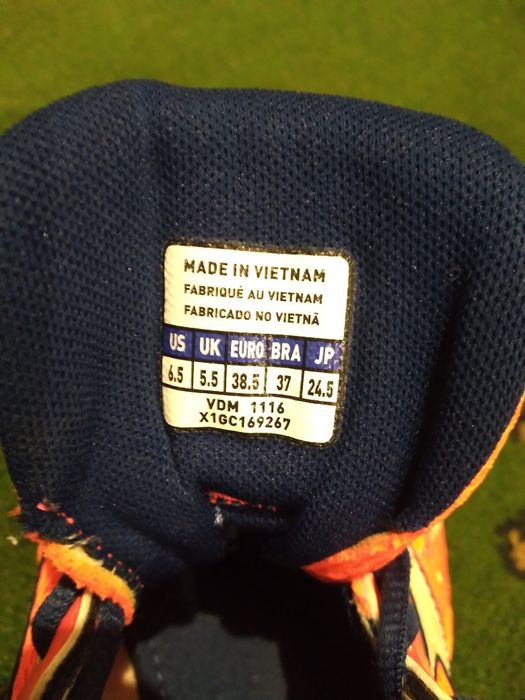 MADE IN VIETNAM
FABRIQUÉ AU VIETNAM
FABRICADO NO VIETNÃ
US UK EURO BRA JP
6.5 5.5 38.5 37 24.5
VDM 1116
X1GC169267